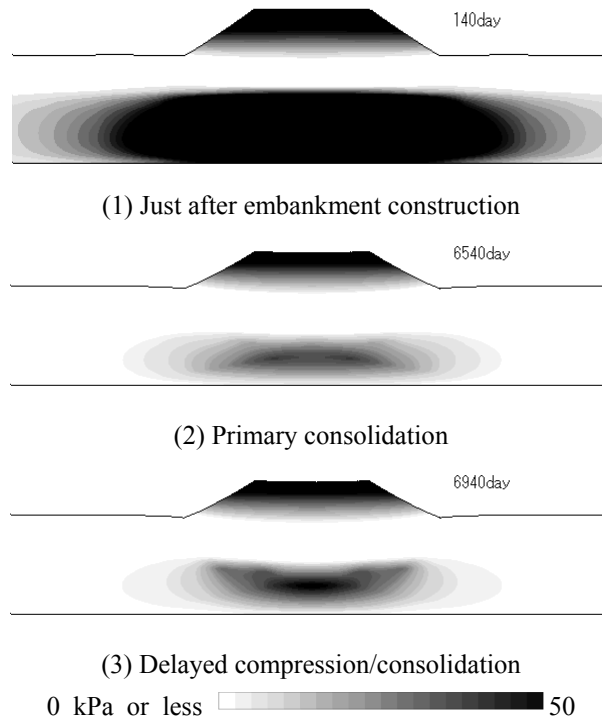 140day
(1) Just after embankment construction
6540day
(2) Primary consolidation
6940day
(3) Delayed compression/consolidation
0 kPa or less 50